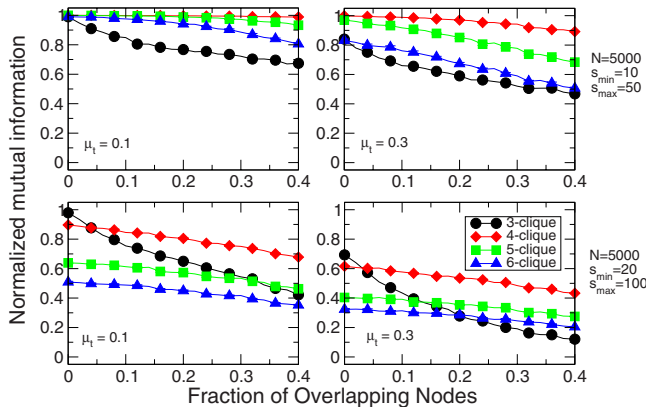 Normalized mutual information
1
0.8
0.6
0.4
0.2
0
μt = 0.1
0 0.1 0.2 0.3 0.4
1
0.8
0.6
0.4
0.2
0
μt = 0.3
0 0.1 0.2 0.3 0.4
N=5000
smin=10
smax=50
1
0.8
0.6
0.4
0.2
0
μt = 0.1
0 0.1 0.2 0.3 0.4
1
0.8
0.6
0.4
0.2
0
3-clique
4-clique
5-clique
6-clique
μt = 0.3
0 0.1 0.2 0.3 0.4
N=5000
smin=20
smax=100
Fraction of Overlapping Nodes